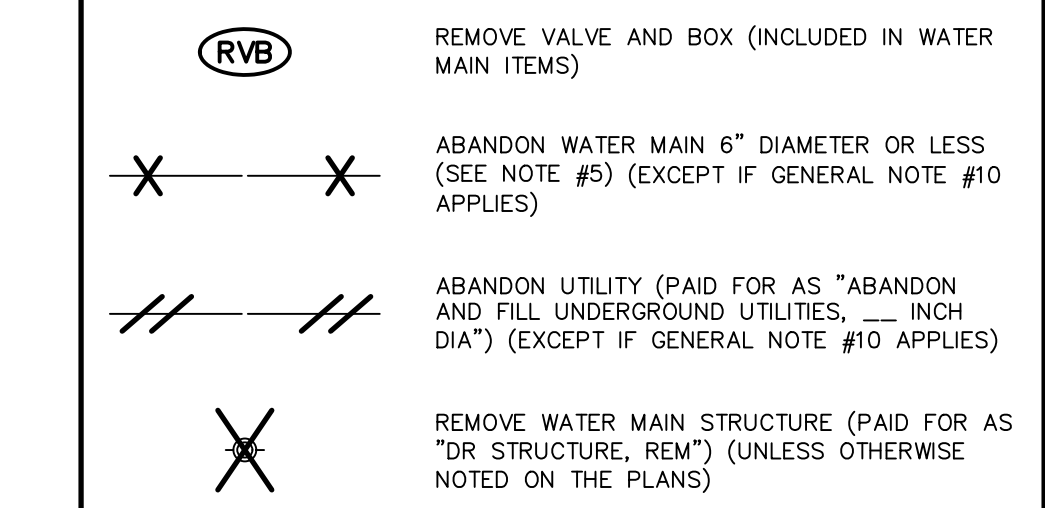 RVB
REMOVE VALVE AND BOX (INCLUDED IN WATER
MAIN ITEMS)
ABANDON WATER MAIN 6" DIAMETER OR LESS
(SEE NOTE #5) (EXCEPT IF GENERAL NOTE #10
APPLIES)
ABANDON UTILITY (PAID FOR AS "ABANDON
AND FILL UNDERGROUND UTILITIES, __ INCH
DIA") (EXCEPT IF GENERAL NOTE #10 APPLIES)
REMOVE WATER MAIN STRUCTURE (PAID FOR AS
"DR STRUCTURE, REM") (UNLESS OTHERWISE
NOTED ON THE PLANS)